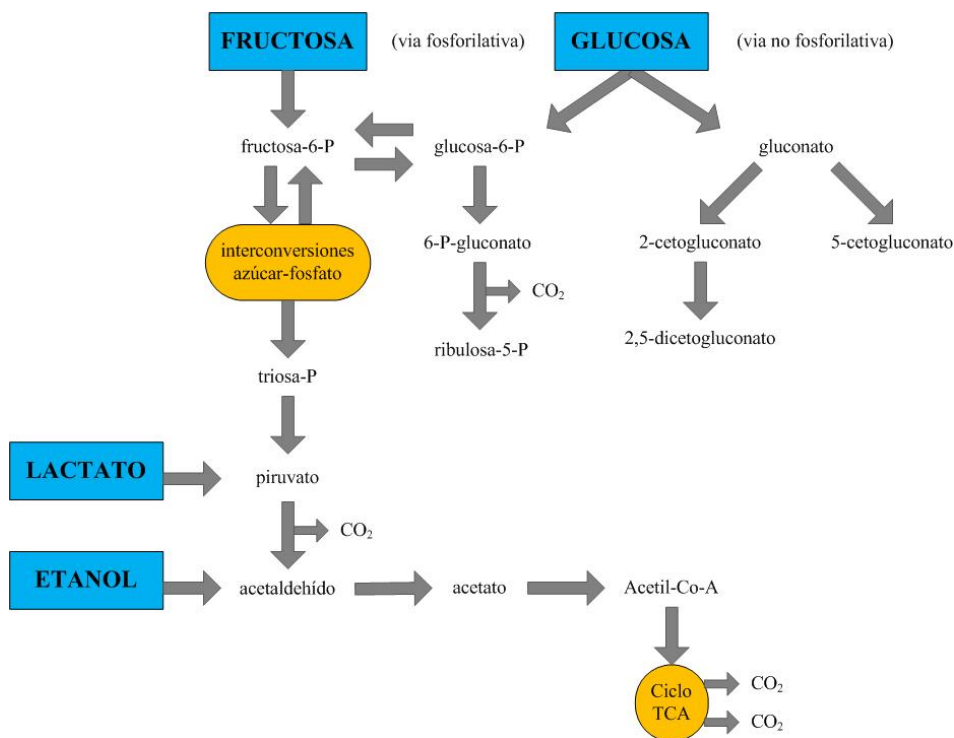 FRUCTOSA (via fosforilativa) GLUCOSA (via no fosforilativa)
fructosa-6-P glucosa-6-P gluconato
interconversiones
azúcar-fosfato
6-P-gluconato 2-cetogluconato 5-cetogluconato
CO₂
ribulosa-5-P 2,5-dicetogluconato
triosa-P
LACTATO piruvato
CO₂
ETANOL acetaldehído acetato Acetil-Co-A
Ciclo
TCA
CO₂
CO₂